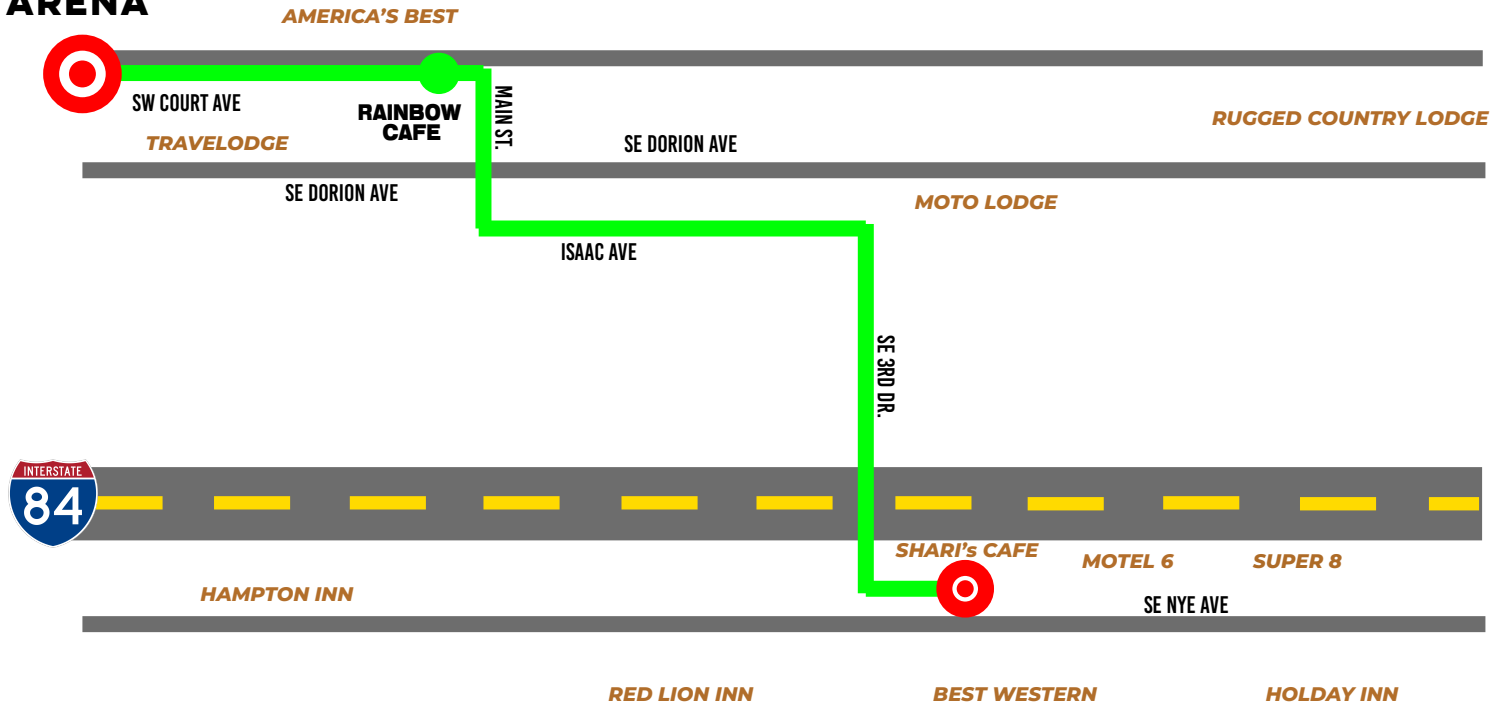 ARENA
AMERICA'S BEST
SW COURT AVE
RAINBOW
CAFE
MAIN ST.
RUGGED COUNTRY LODGE
TRAVELODGE
SE DORION AVE
SE DORION AVE
MOTO LODGE
ISAAC AVE
SE 3RD DR.
INTERSTATE
84
SHARI's CAFE
MOTEL 6
SUPER 8
HAMPTON INN
SE NYE AVE
RED LION INN
BEST WESTERN
HOLDAY INN